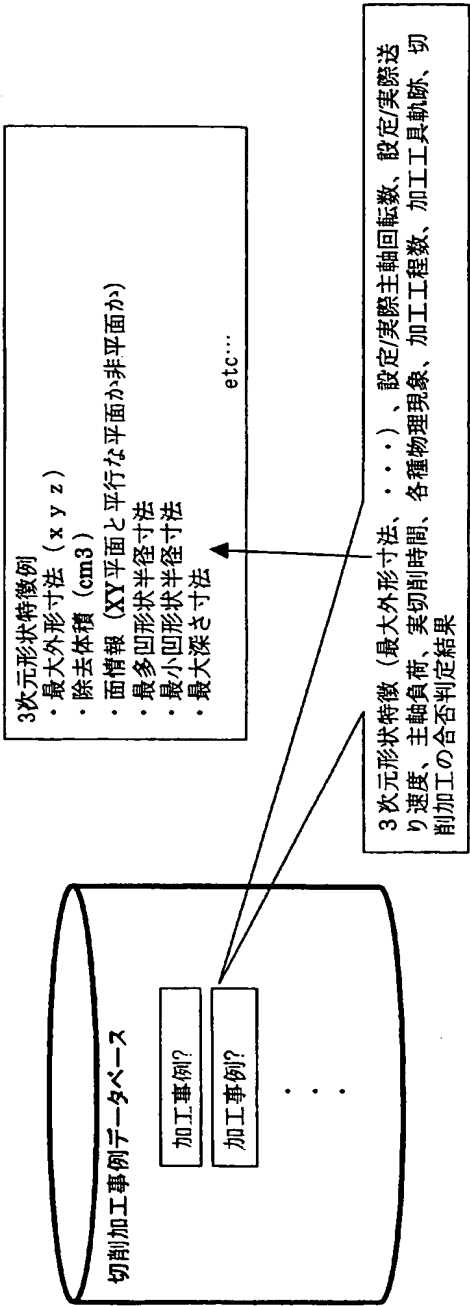 切削加工事例データベース
加工事例?
加工事例?
・・・
3次元形状特徴例
・最大外形寸法(x y z)
・除去体積(cm3)
・面情報(XY平面と平行な平面か非平面か)
・最多凹形状半径寸法
・最小凹形状半径寸法
・最大深さ寸法
etc…
3次元形状特徴(最大外形寸法、・・・)、設定/実際主軸回転数、設定/実際送
り速度、主軸負荷、実切削時間、各種物理現象、加工工程数、加工工具軌跡、切
削加工の合否判定結果